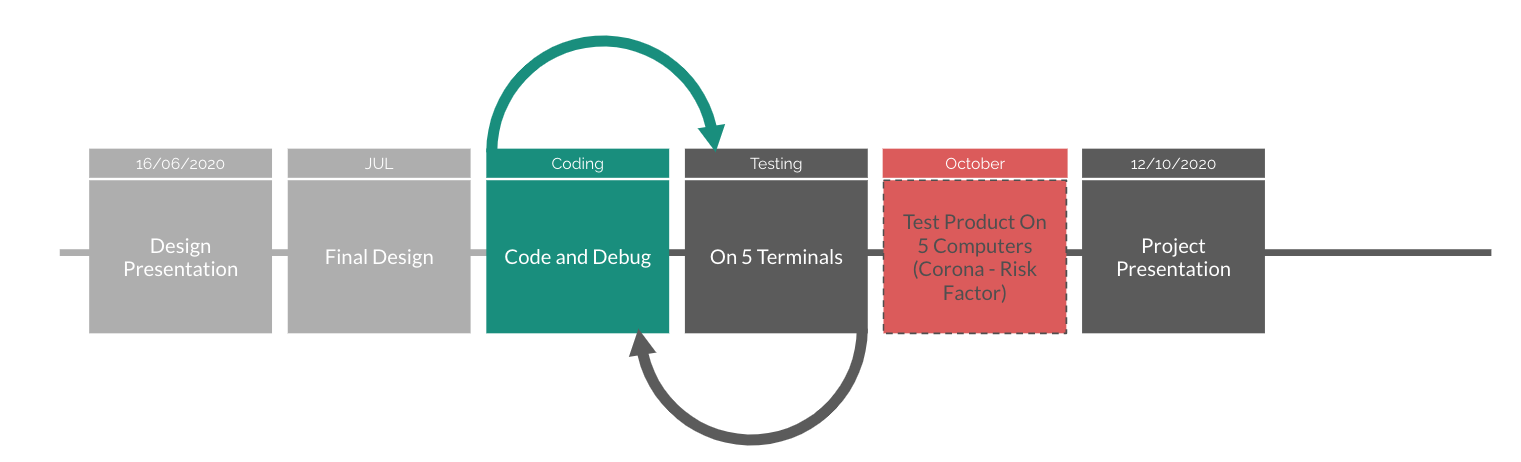 16/06/2020
Design
Presentation
JUL
Final Design
Coding
Code and Debug
Testing
On 5 Terminals
October
Test Product On
5 Computers
(Corona - Risk
Factor)
12/10/2020
Project
Presentation